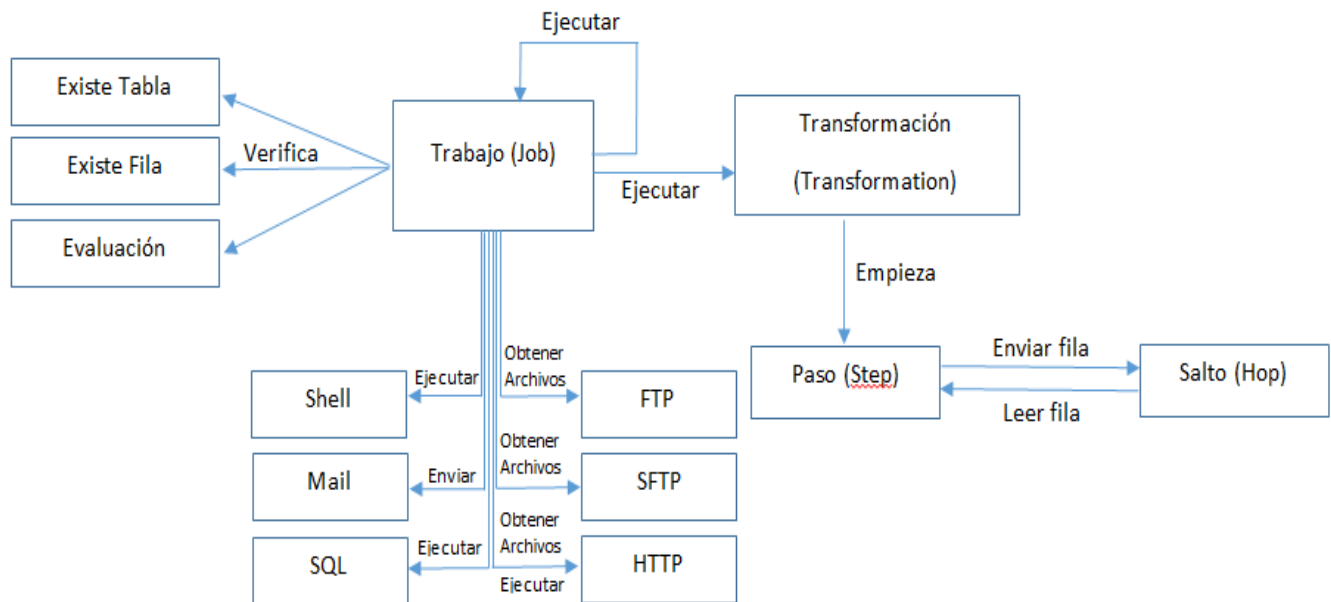 Ejecutar
Existe Tabla
Existe Fila
Evaluación
Verifica
Trabajo (Job)
Ejecutar
Transformación
(Transformation)
Empieza
Paso (Step)
Enviar fila
Leer fila
Salto (Hop)
Shell
Ejecutar
Obtener
Archivos
FTP
Mail
Enviar
Obtener
Archivos
SFTP
SQL
Ejecutar
Obtener
Archivos
Ejecutar
HTTP